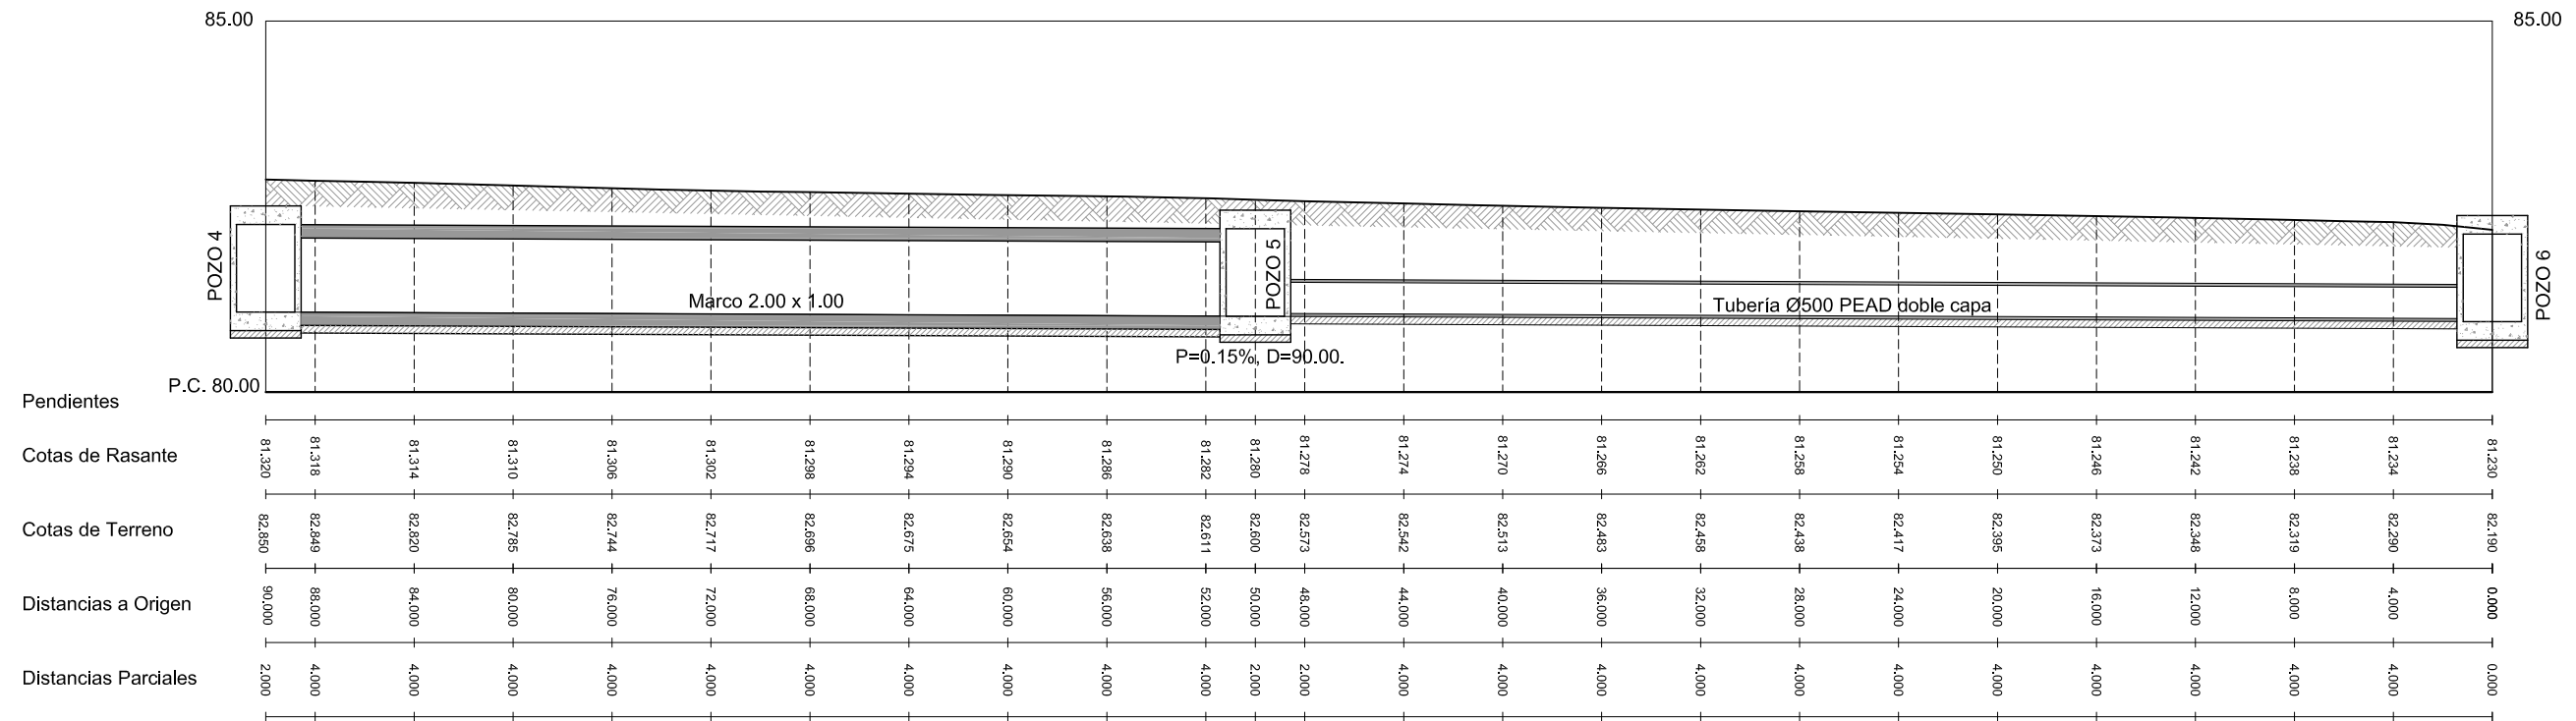 85.00 85.00
POZO 4
POZO 5
POZO 6
Marco 2.00 x 1.00
Tubería Ø500 PEAD doble capa
P=0.15%, D=90.00.
P.C. 80.00
Pendientes
Cotas de Rasante 81.320 81.318 81.314 81.310 81.306 81.302 81.298 81.294 81.290 81.286 81.282 81.280 81.278 81.274 81.270 81.266 81.262 81.258 81.254 81.250 81.246 81.242 81.238 81.234 81.230
Cotas de Terreno 82.850 82.849 82.820 82.785 82.744 82.717 82.696 82.675 82.654 82.638 82.611 82.600 82.573 82.542 82.513 82.483 82.458 82.438 82.417 82.395 82.373 82.348 82.319 82.290 82.190
Distancias a Origen 90.000 88.000 84.000 80.000 76.000 72.000 68.000 64.000 60.000 56.000 52.000 50.000 48.000 44.000 40.000 36.000 32.000 28.000 24.000 20.000 16.000 12.000 8.000 4.000 0.000
Distancias Parciales 2.000 4.000 4.000 4.000 4.000 4.000 4.000 4.000 4.000 4.000 4.000 2.000 2.000 4.000 4.000 4.000 4.000 4.000 4.000 4.000 4.000 4.000 4.000 4.000 0.000